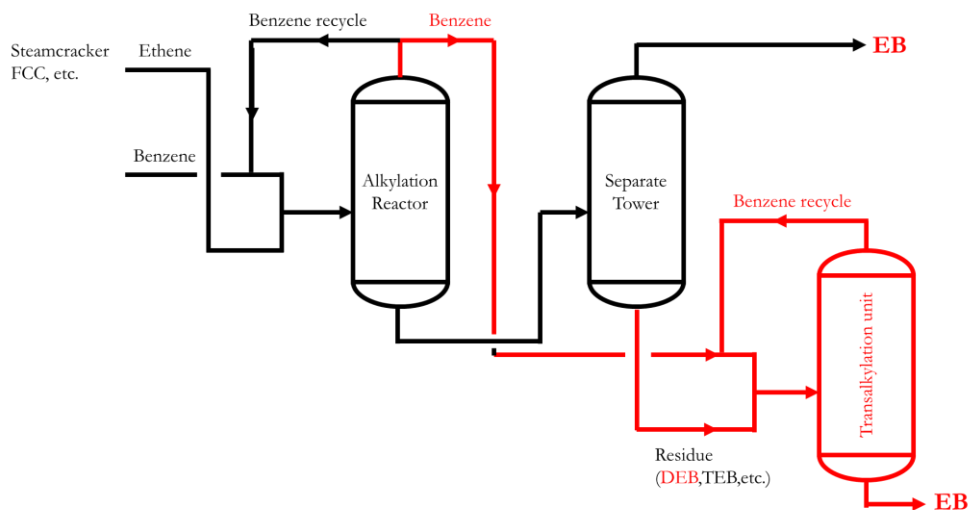 Benzene recycle
Benzene
Steamcracker
FCC, etc.
Ethene
EB
Benzene
Alkylation
Reactor
Separate
Tower
Benzene recycle
Transalkylation unit
Residue
(DEB,TEB,etc.)
EB